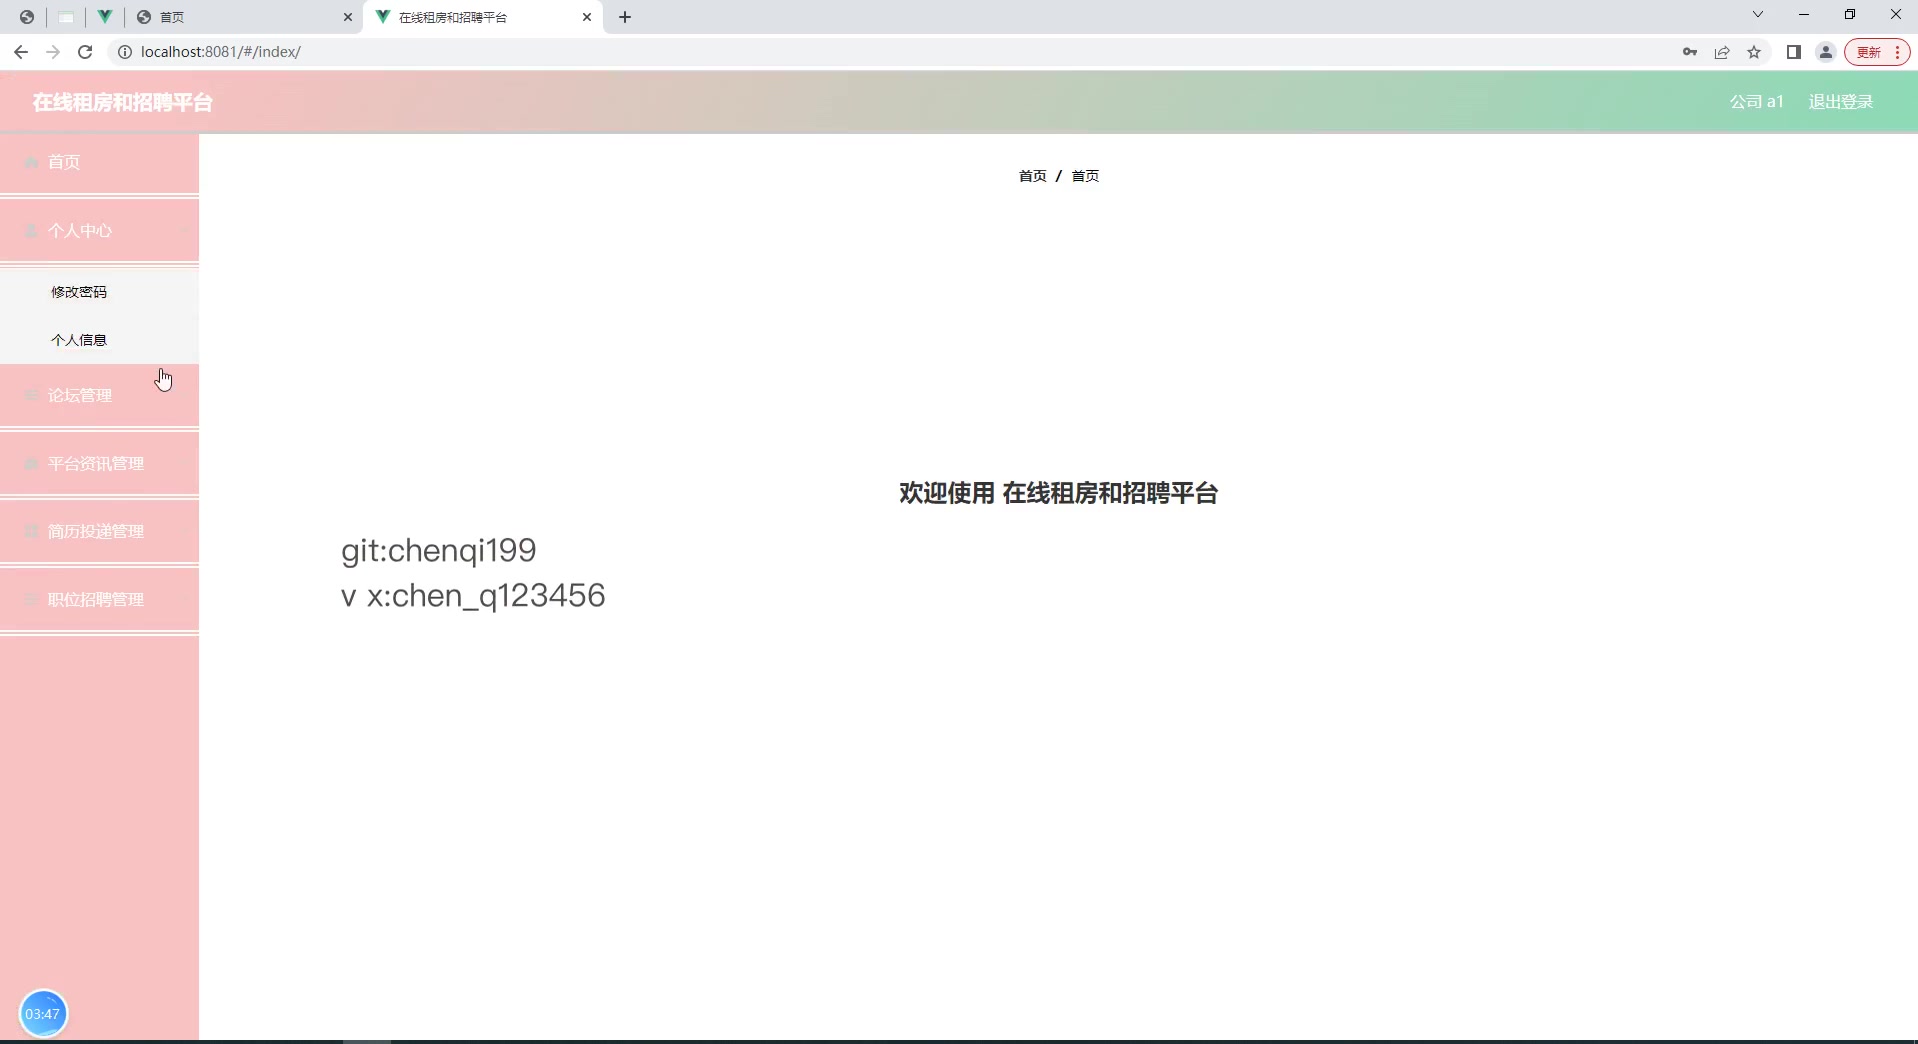 首页
在线租房和招聘平台
localhost:8081/#/index/
更新
在线租房和招聘平台
公司 a1 退出登录
首页
首页 / 首页
个人中心
修改密码
个人信息
论坛管理
平台资讯管理
欢迎使用 在线租房和招聘平台
简历投递管理
git:chenqi199
v x:chen_q123456
职位招聘管理
03:47